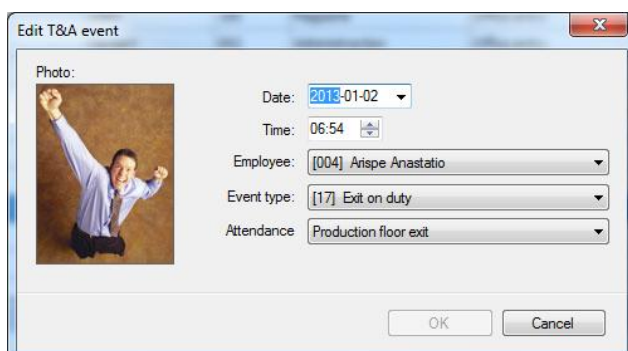 Edit T&A event
Photo:
Date: 2013-01-02
Time: 06:54
Employee: [004] Arispe Anastatio
Event type: [17] Exit on duty
Attendance Production floor exit
OK Cancel